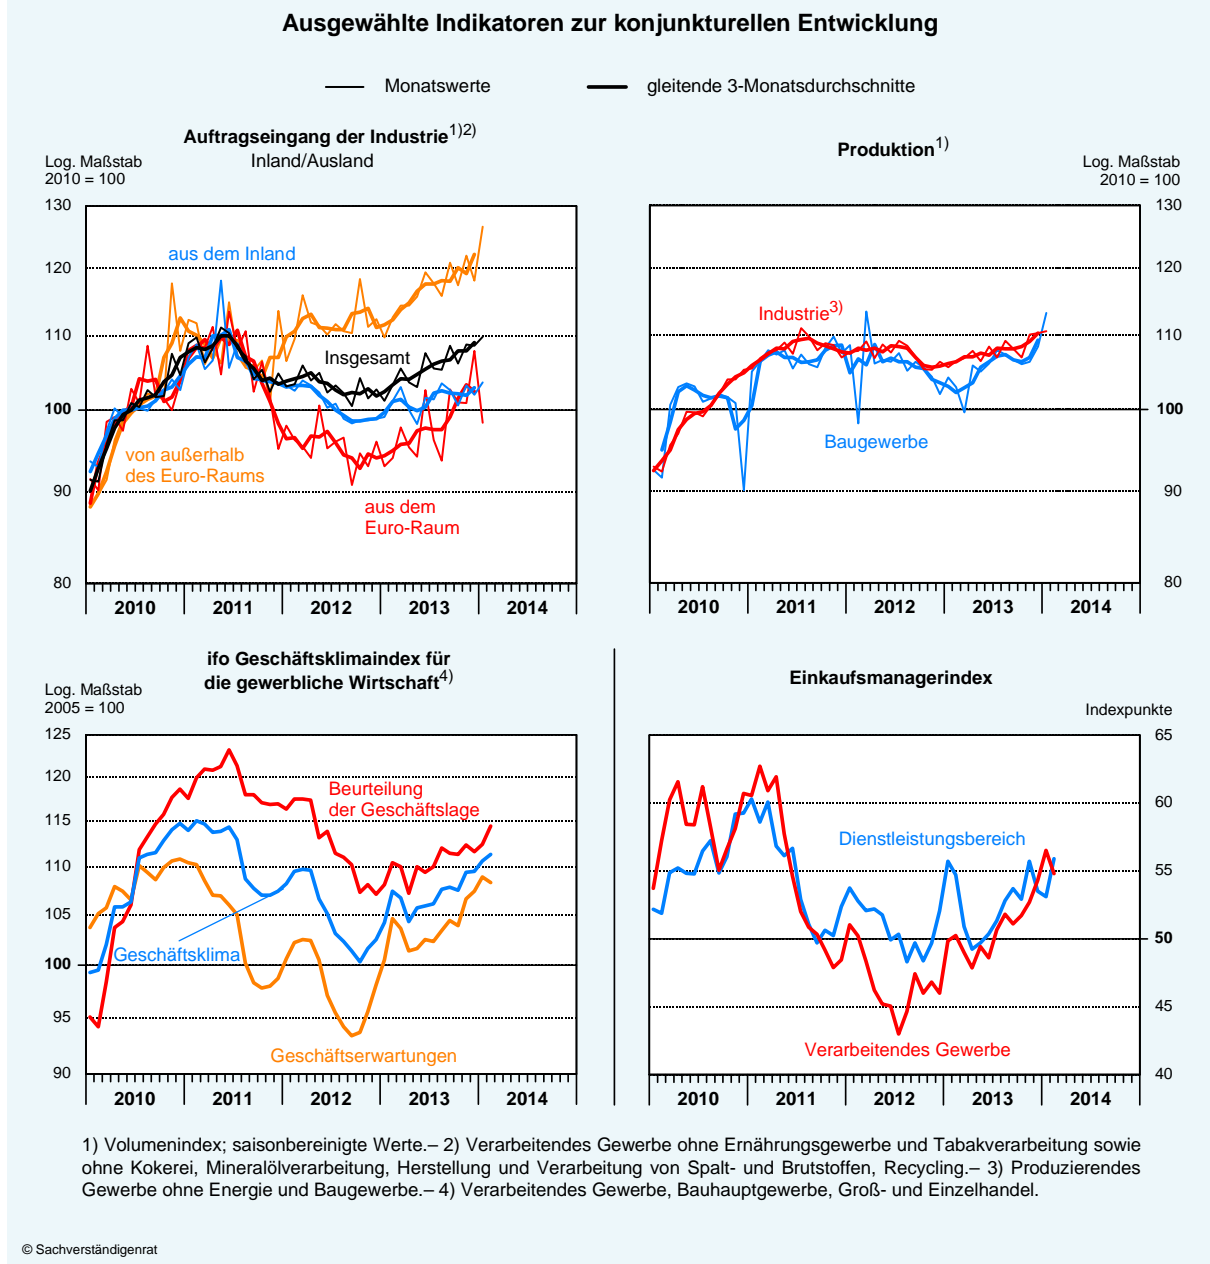 Ausgewählte Indikatoren zur konjunkturellen Entwicklung
Monatswerte
gleitende 3-Monatsdurchschnitte
Auftragseingang der Industrie1)2)
Inland/Ausland
Log. Maßstab
2010 = 100
130
120
110
100
90
80
aus dem Inland
Insgesamt
von außerhalb
des Euro-Raums
aus dem
Euro-Raum
2010 2011 2012 2013 2014
Produktion1)
Log. Maßstab
2010 = 100
130
120
110
100
90
80
Industrie3)
Baugewerbe
2010 2011 2012 2013 2014
ifo Geschäftsklimaindex für
die gewerbliche Wirtschaft4)
Log. Maßstab
2005 = 100
125
120
115
110
105
100
95
90
Beurteilung
der Geschäftslage
Geschäftsklima
Geschäftserwartungen
2010 2011 2012 2013 2014
Einkaufsmanagerindex
Indexpunkte
65
60
55
50
45
40
Dienstleistungsbereich
Verarbeitendes Gewerbe
2010 2011 2012 2013 2014
1) Volumenindex; saisonbereinigte Werte.– 2) Verarbeitendes Gewerbe ohne Ernährungsgewerbe und Tabakverarbeitung sowie
ohne Kokerei, Mineralölverarbeitung, Herstellung und Verarbeitung von Spalt- und Brutstoffen, Recycling.– 3) Produzierendes
Gewerbe ohne Energie und Baugewerbe.– 4) Verarbeitendes Gewerbe, Bauhauptgewerbe, Groß- und Einzelhandel.
© Sachverständigenrat